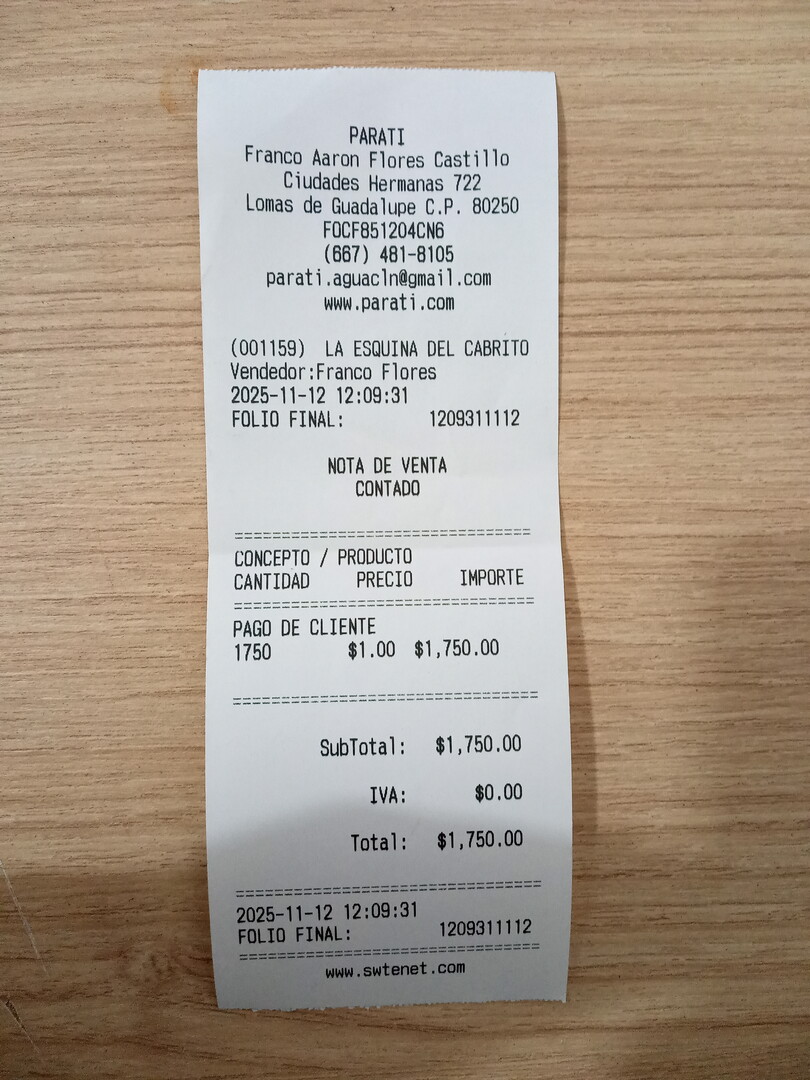 PARATI
Franco Aaron Flores Castillo
Ciudades Hermanas 722
Lomas de Guadalupe C.P. 80250
FOCF851204CN6
(667) 481-8105
parati.aguacln@gmail.com
www.parati.com
(001159) LA ESQUINA DEL CABRITO
Vendedor:Franco Flores
2025-11-12 12:09:31
FOLIO FINAL: 1209311112
NOTA DE VENTA
CONTADO
===================================
CONCEPTO / PRODUCTO
CANTIDAD PRECIO IMPORTE
===================================
PAGO DE CLIENTE
1750 $1.00 $1,750.00
===================================
SubTotal: $1,750.00
IVA: $0.00
Total: $1,750.00
===================================
2025-11-12 12:09:31
FOLIO FINAL: 1209311112
===================================
www.swtenet.com